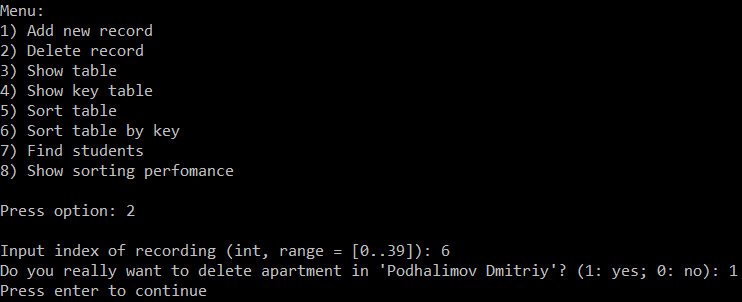 Menu:
1) Add new record
2) Delete record
3) Show table
4) Show key table
5) Sort table
6) Sort table by key
7) Find students
8) Show sorting perfomance
Press option: 2
Input index of recording (int, range = [0..39]): 6
Do you really want to delete apartment in 'Podhalimov Dmitriy'? (1: yes; 0: no): 1
Press enter to continue